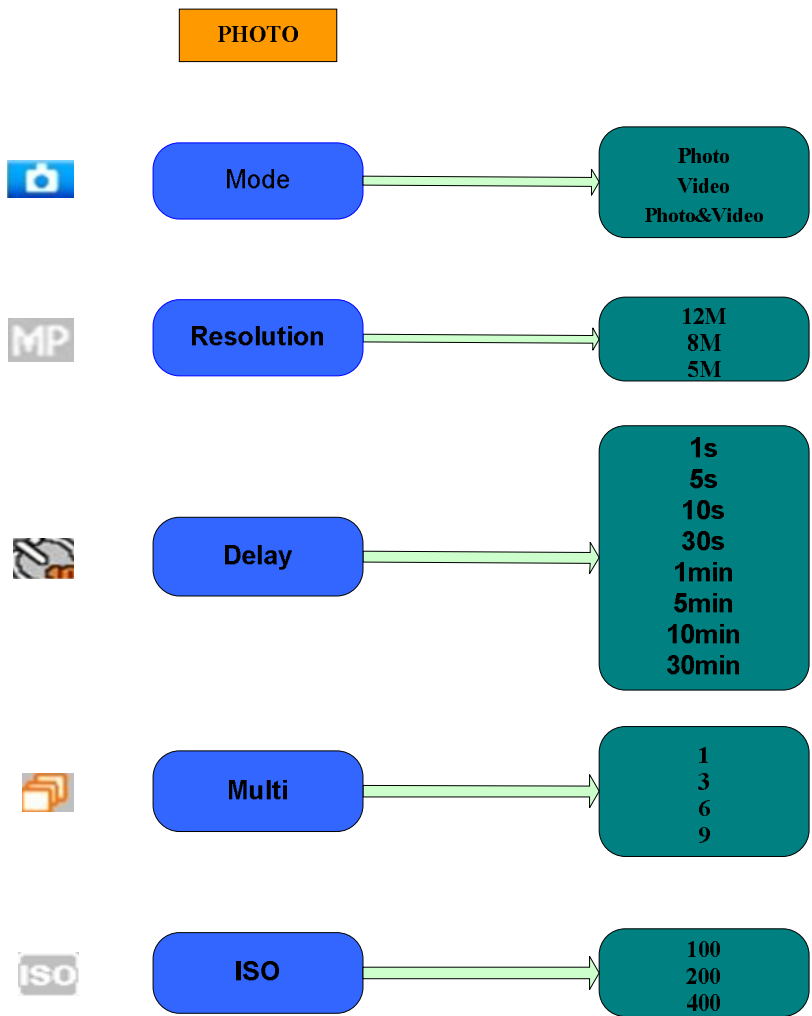 PHOTO
Mode
Photo
Video
Photo&Video
MP
Resolution
12M
8M
5M
Delay
1s
5s
10s
30s
1min
5min
10min
30min
Multi
1
3
6
9
ISO
ISO
100
200
400